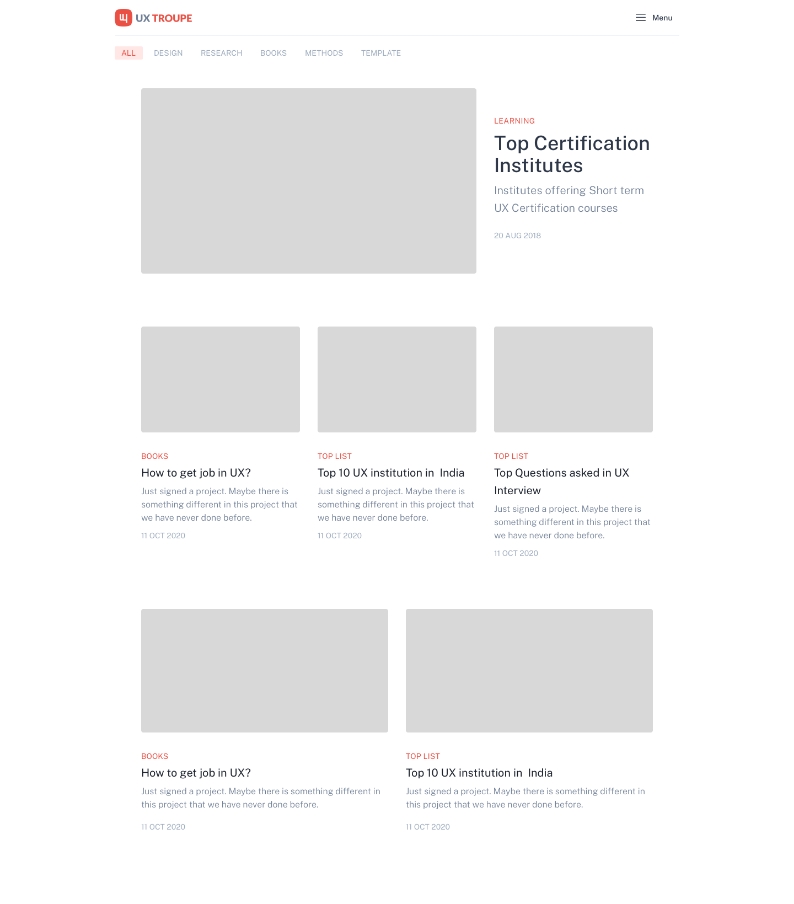 UX TROUPE
Menu
ALL DESIGN RESEARCH BOOKS METHODS TEMPLATE
LEARNING
Top Certification
Institutes
Institutes offering Short term
UX Certification courses
20 AUG 2018
BOOKS
How to get job in UX?
Just signed a project. Maybe there is
something different in this project that
we have never done before.
11 OCT 2020
TOP LIST
Top 10 UX institution in India
Just signed a project. Maybe there is
something different in this project that
we have never done before.
11 OCT 2020
TOP LIST
Top Questions asked in UX
Interview
Just signed a project. Maybe there is
something different in this project that
we have never done before.
11 OCT 2020
BOOKS
How to get job in UX?
Just signed a project. Maybe there is something different in
this project that we have never done before.
11 OCT 2020
TOP LIST
Top 10 UX institution in India
Just signed a project. Maybe there is something different in
this project that we have never done before.
11 OCT 2020